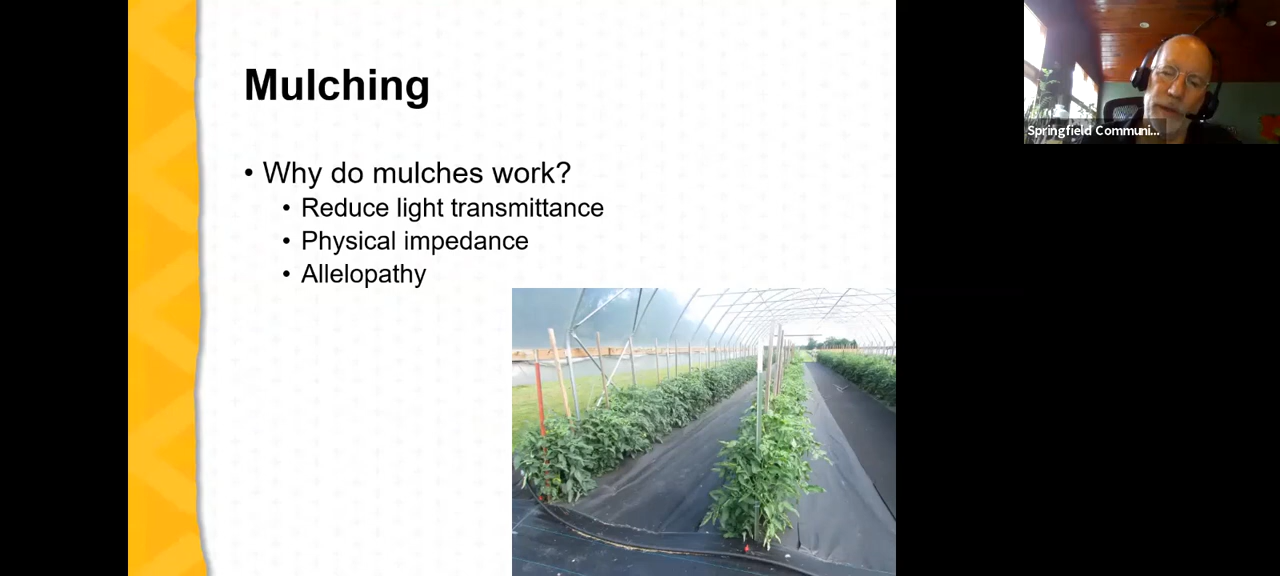 Mulching
• Why do mulches work?
• Reduce light transmittance
• Physical impedance
• Allelopathy
Springfield Communi...